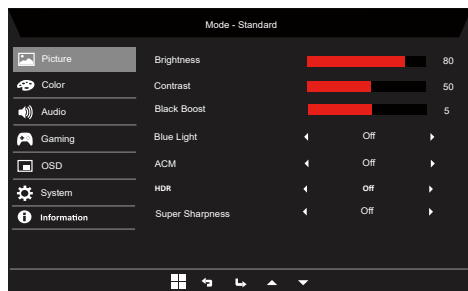 Mode - Standard
Picture
Brightness 80
Color
Contrast 50
Audio
Black Boost 5
Gaming
Blue Light Off
OSD
ACM Off
System
HDR Off
Information
Super Sharpness Off